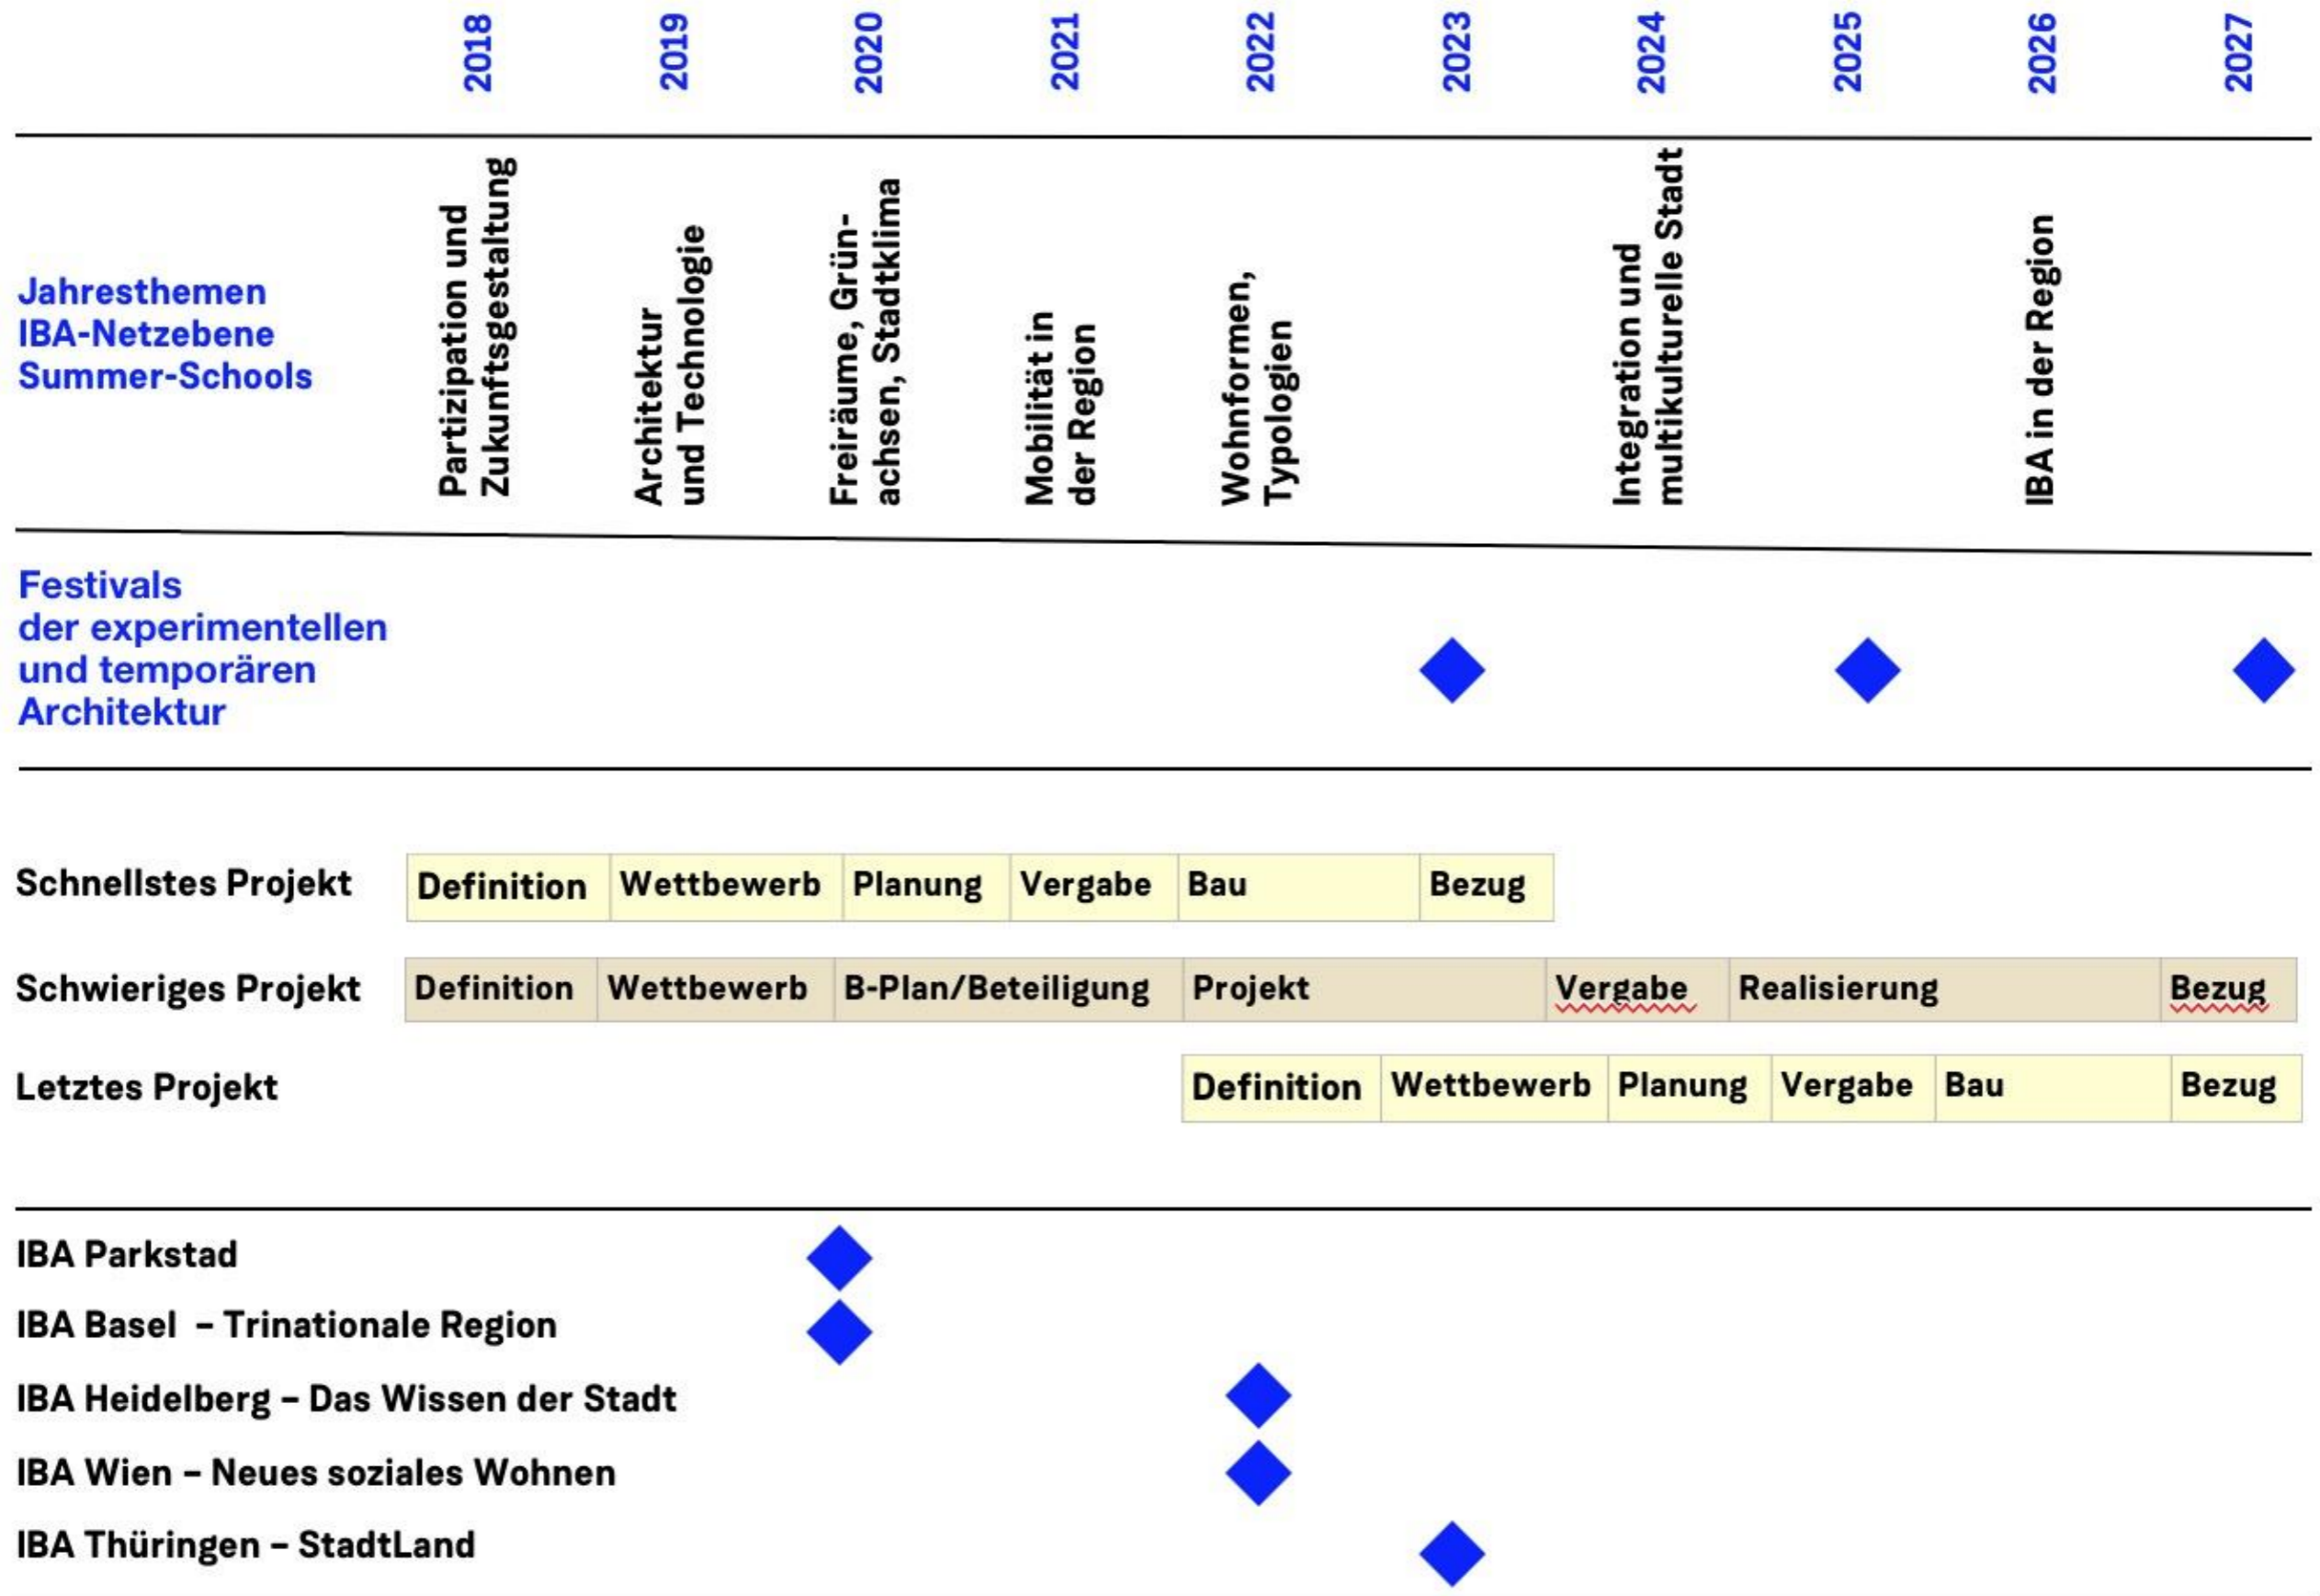 2018 2019 2020 2021 2022 2023 2024 2025 2026 2027
Jahresthemen
IBA-Netzebene
Summer-Schools
Partizipation und
Zukunftsgestaltung
Architektur
und Technologie
Freiräume, Grün-
achsen, Stadtklima
Mobilität in
der Region
Wohnformen,
Typologien
Integration und
multikulturelle Stadt
IBA in der Region
Festivals
der experimentellen
und temporären
Architektur
Schnellstes Projekt Definition Wettbewerb Planung Vergabe Bau Bezug
Schwieriges Projekt Definition Wettbewerb B-Plan/Beteiligung Projekt Vergabe Realisierung Bezug
Letztes Projekt Definition Wettbewerb Planung Vergabe Bau Bezug
IBA Parkstad
IBA Basel – Trinationale Region
IBA Heidelberg – Das Wissen der Stadt
IBA Wien – Neues soziales Wohnen
IBA Thüringen – StadtLand